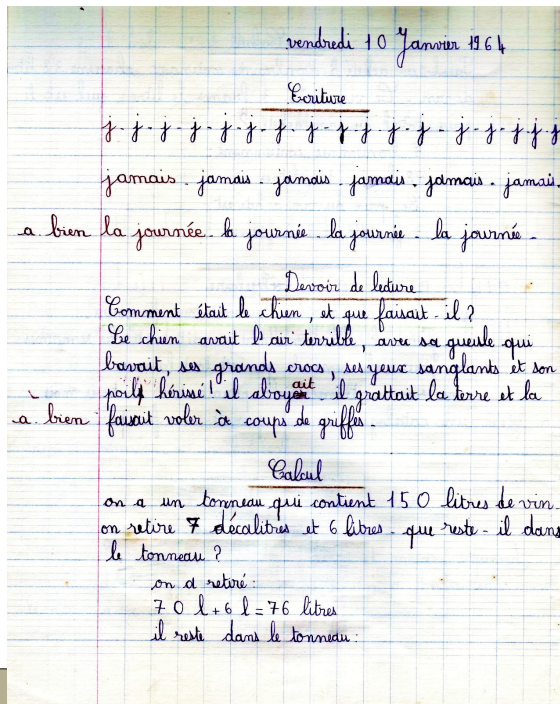 vendredi 10 Janvier 1964
Ecriture
j. j. j. j. j. j. j. j. j. j. j. j. j. j. j. j. j
jamais. jamais. jamais. jamais. jamais. jamais.
a bien la journée. la journée. la journée. la journée.
Devoir de lecture
Comment était le chien, et que faisait-il ?
Le chien avait l'air terrible, avec sa gueule qui
bavait, ses grands crocs, ses yeux sanglants et son
poil hérissé! il aboyait. il grattait la terre et la
a bien faisait voler à coups de griffes.
Calcul
on a un tonneau qui contient 150 litres de vin.
on retire 7 décalitres et 6 litres. que reste-il dans
le tonneau ?
on a retiré:
70 l + 6 l = 76 litres
il reste dans le tonneau: